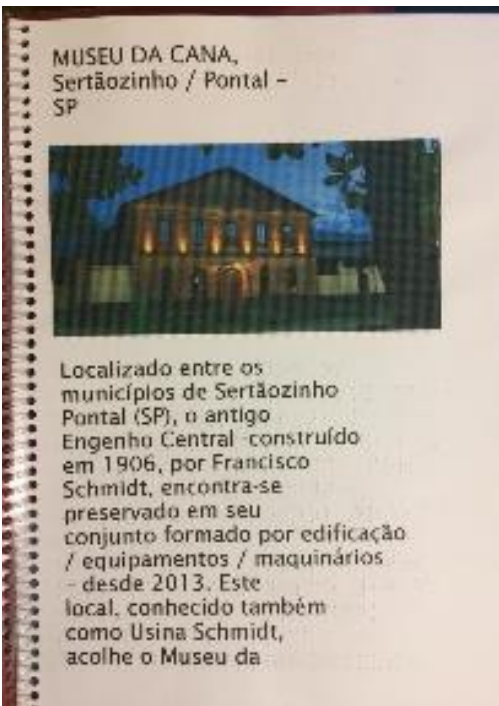 MUSEU DA CANA,
Sertãozinho / Pontal –
SP
Localizado entre os
municípios de Sertãozinho
Pontal (SP), o antigo
Engenho Central construído
em 1906, por Francisco
Schmidt, encontra-se
preservado em seu
conjunto formado por edificação
/ equipamentos / maquinários
– desde 2013. Este
local, conhecido também
como Usina Schmidt,
acolhe o Museu da